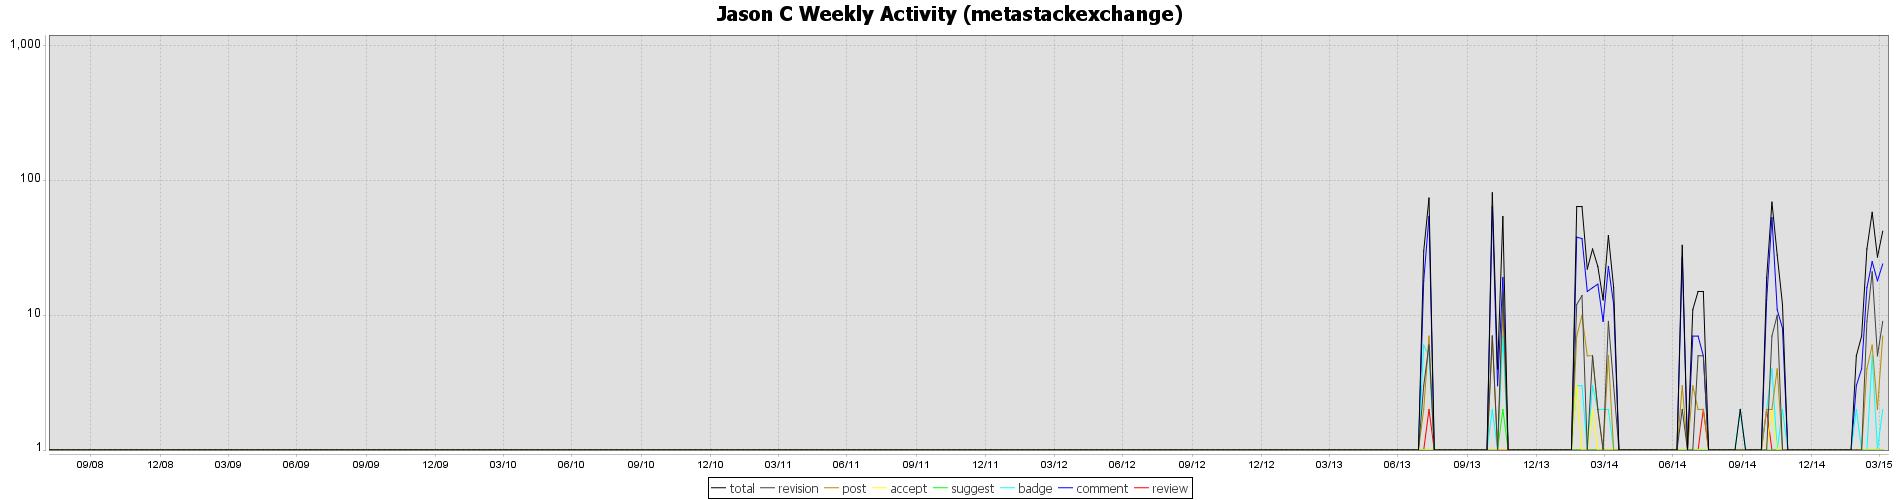 Jason C Weekly Activity (metastackexchange)
1,000
100
10
1
09/08 12/08 03/09 06/09 09/09 12/09 03/10 06/10 09/10 12/10 03/11 06/11 09/11 12/11 03/12 06/12 09/12 12/12 03/13 06/13 09/13 12/13 03/14 06/14 09/14 12/14 03/15
total revision post accept suggest badge comment review